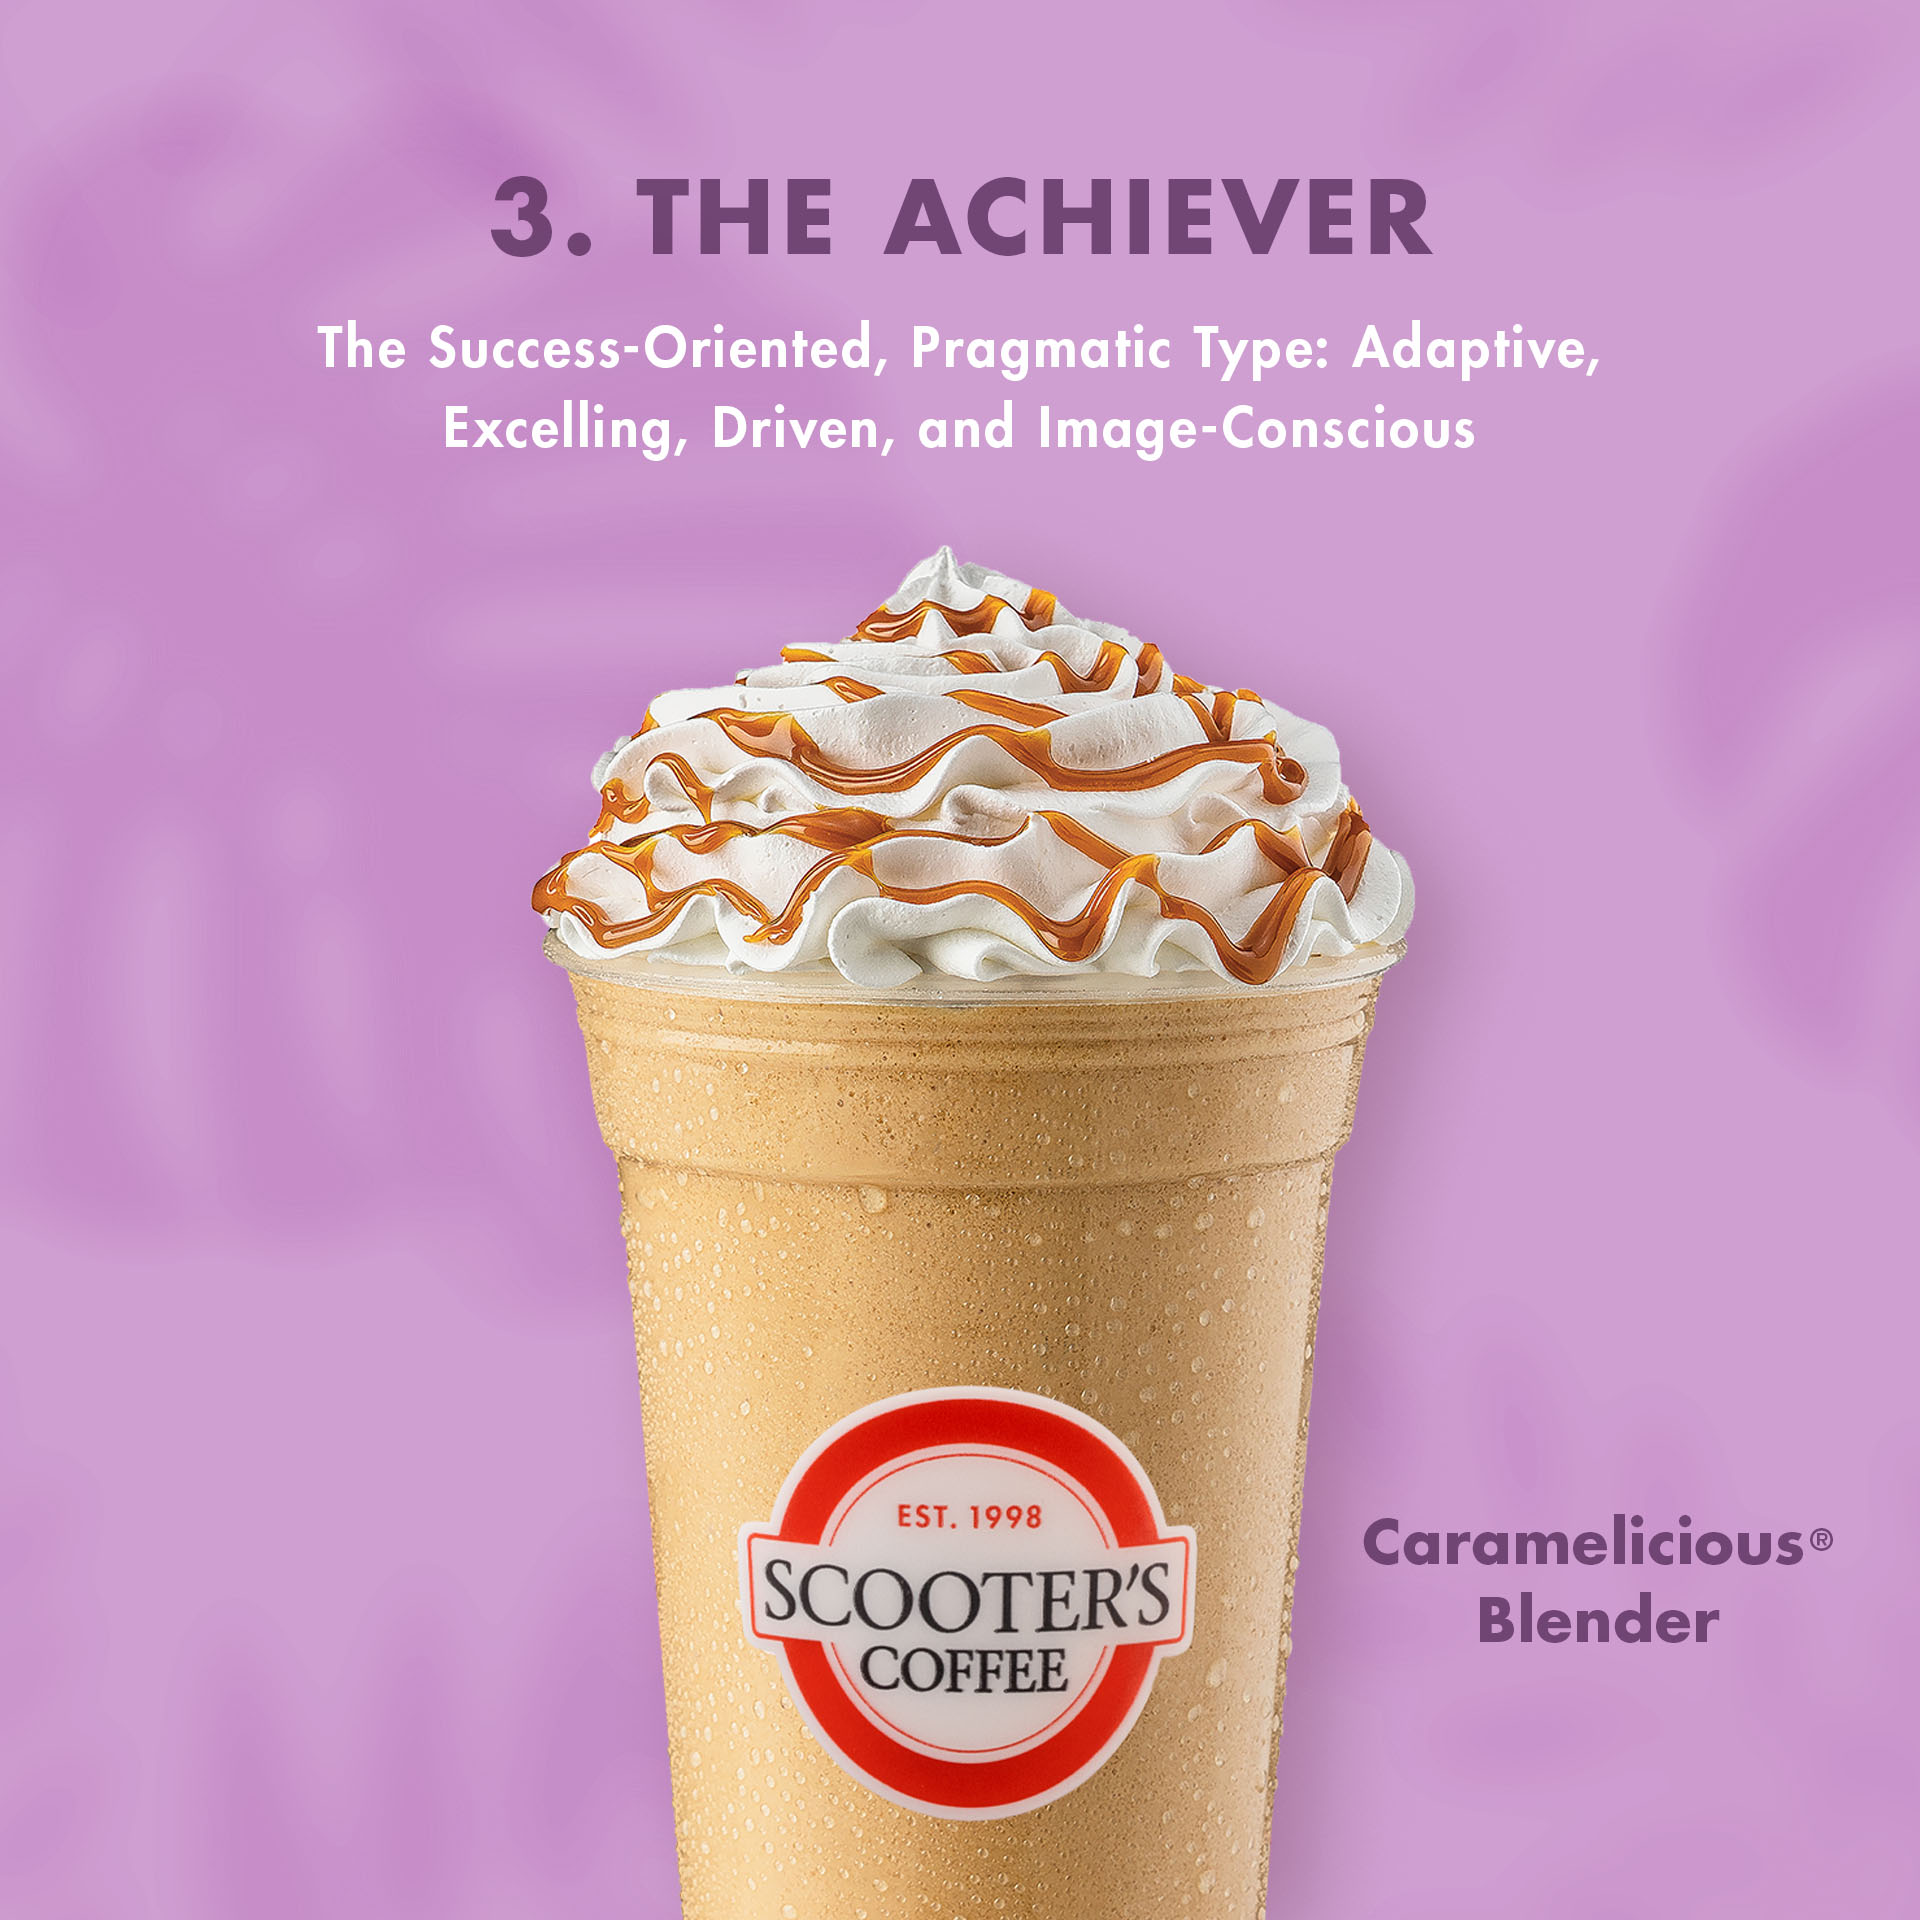 3. THE ACHIEVER
The Success-Oriented, Pragmatic Type: Adaptive,
Excelling, Driven, and Image-Conscious
EST. 1998
SCOOTER'S
COFFEE
Caramelicious®
Blender